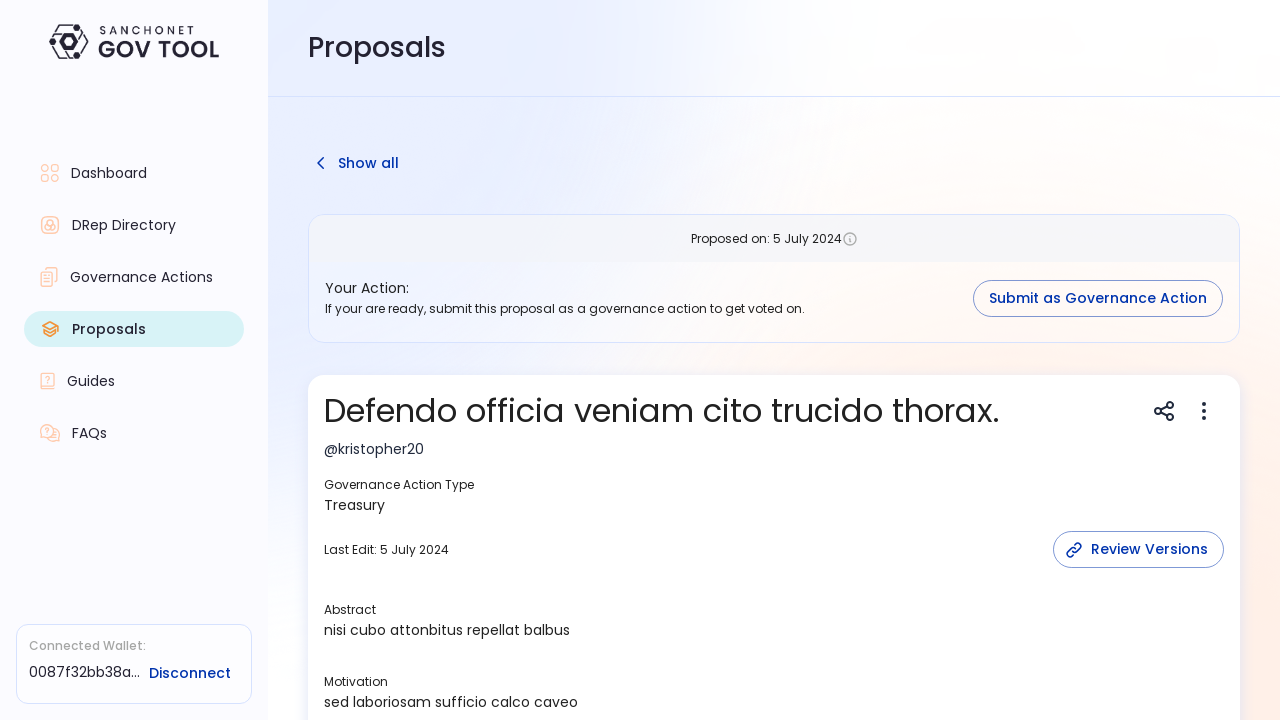 SANCHONET
GOV TOOL
Proposals
Dashboard
DRep Directory
Governance Actions
Proposals
Guides
FAQs
Connected Wallet:
0087f32bb38a...
Disconnect
Show all
Proposed on: 5 July 2024
Your Action:
If your are ready, submit this proposal as a governance action to get voted on.
Submit as Governance Action
Defendo officia veniam cito trucido thorax.
@kristopher20
Governance Action Type
Treasury
Last Edit: 5 July 2024
Review Versions
Abstract
nisi cubo attonbitus repellat balbus
Motivation
sed laboriosam sufficio calco caveo